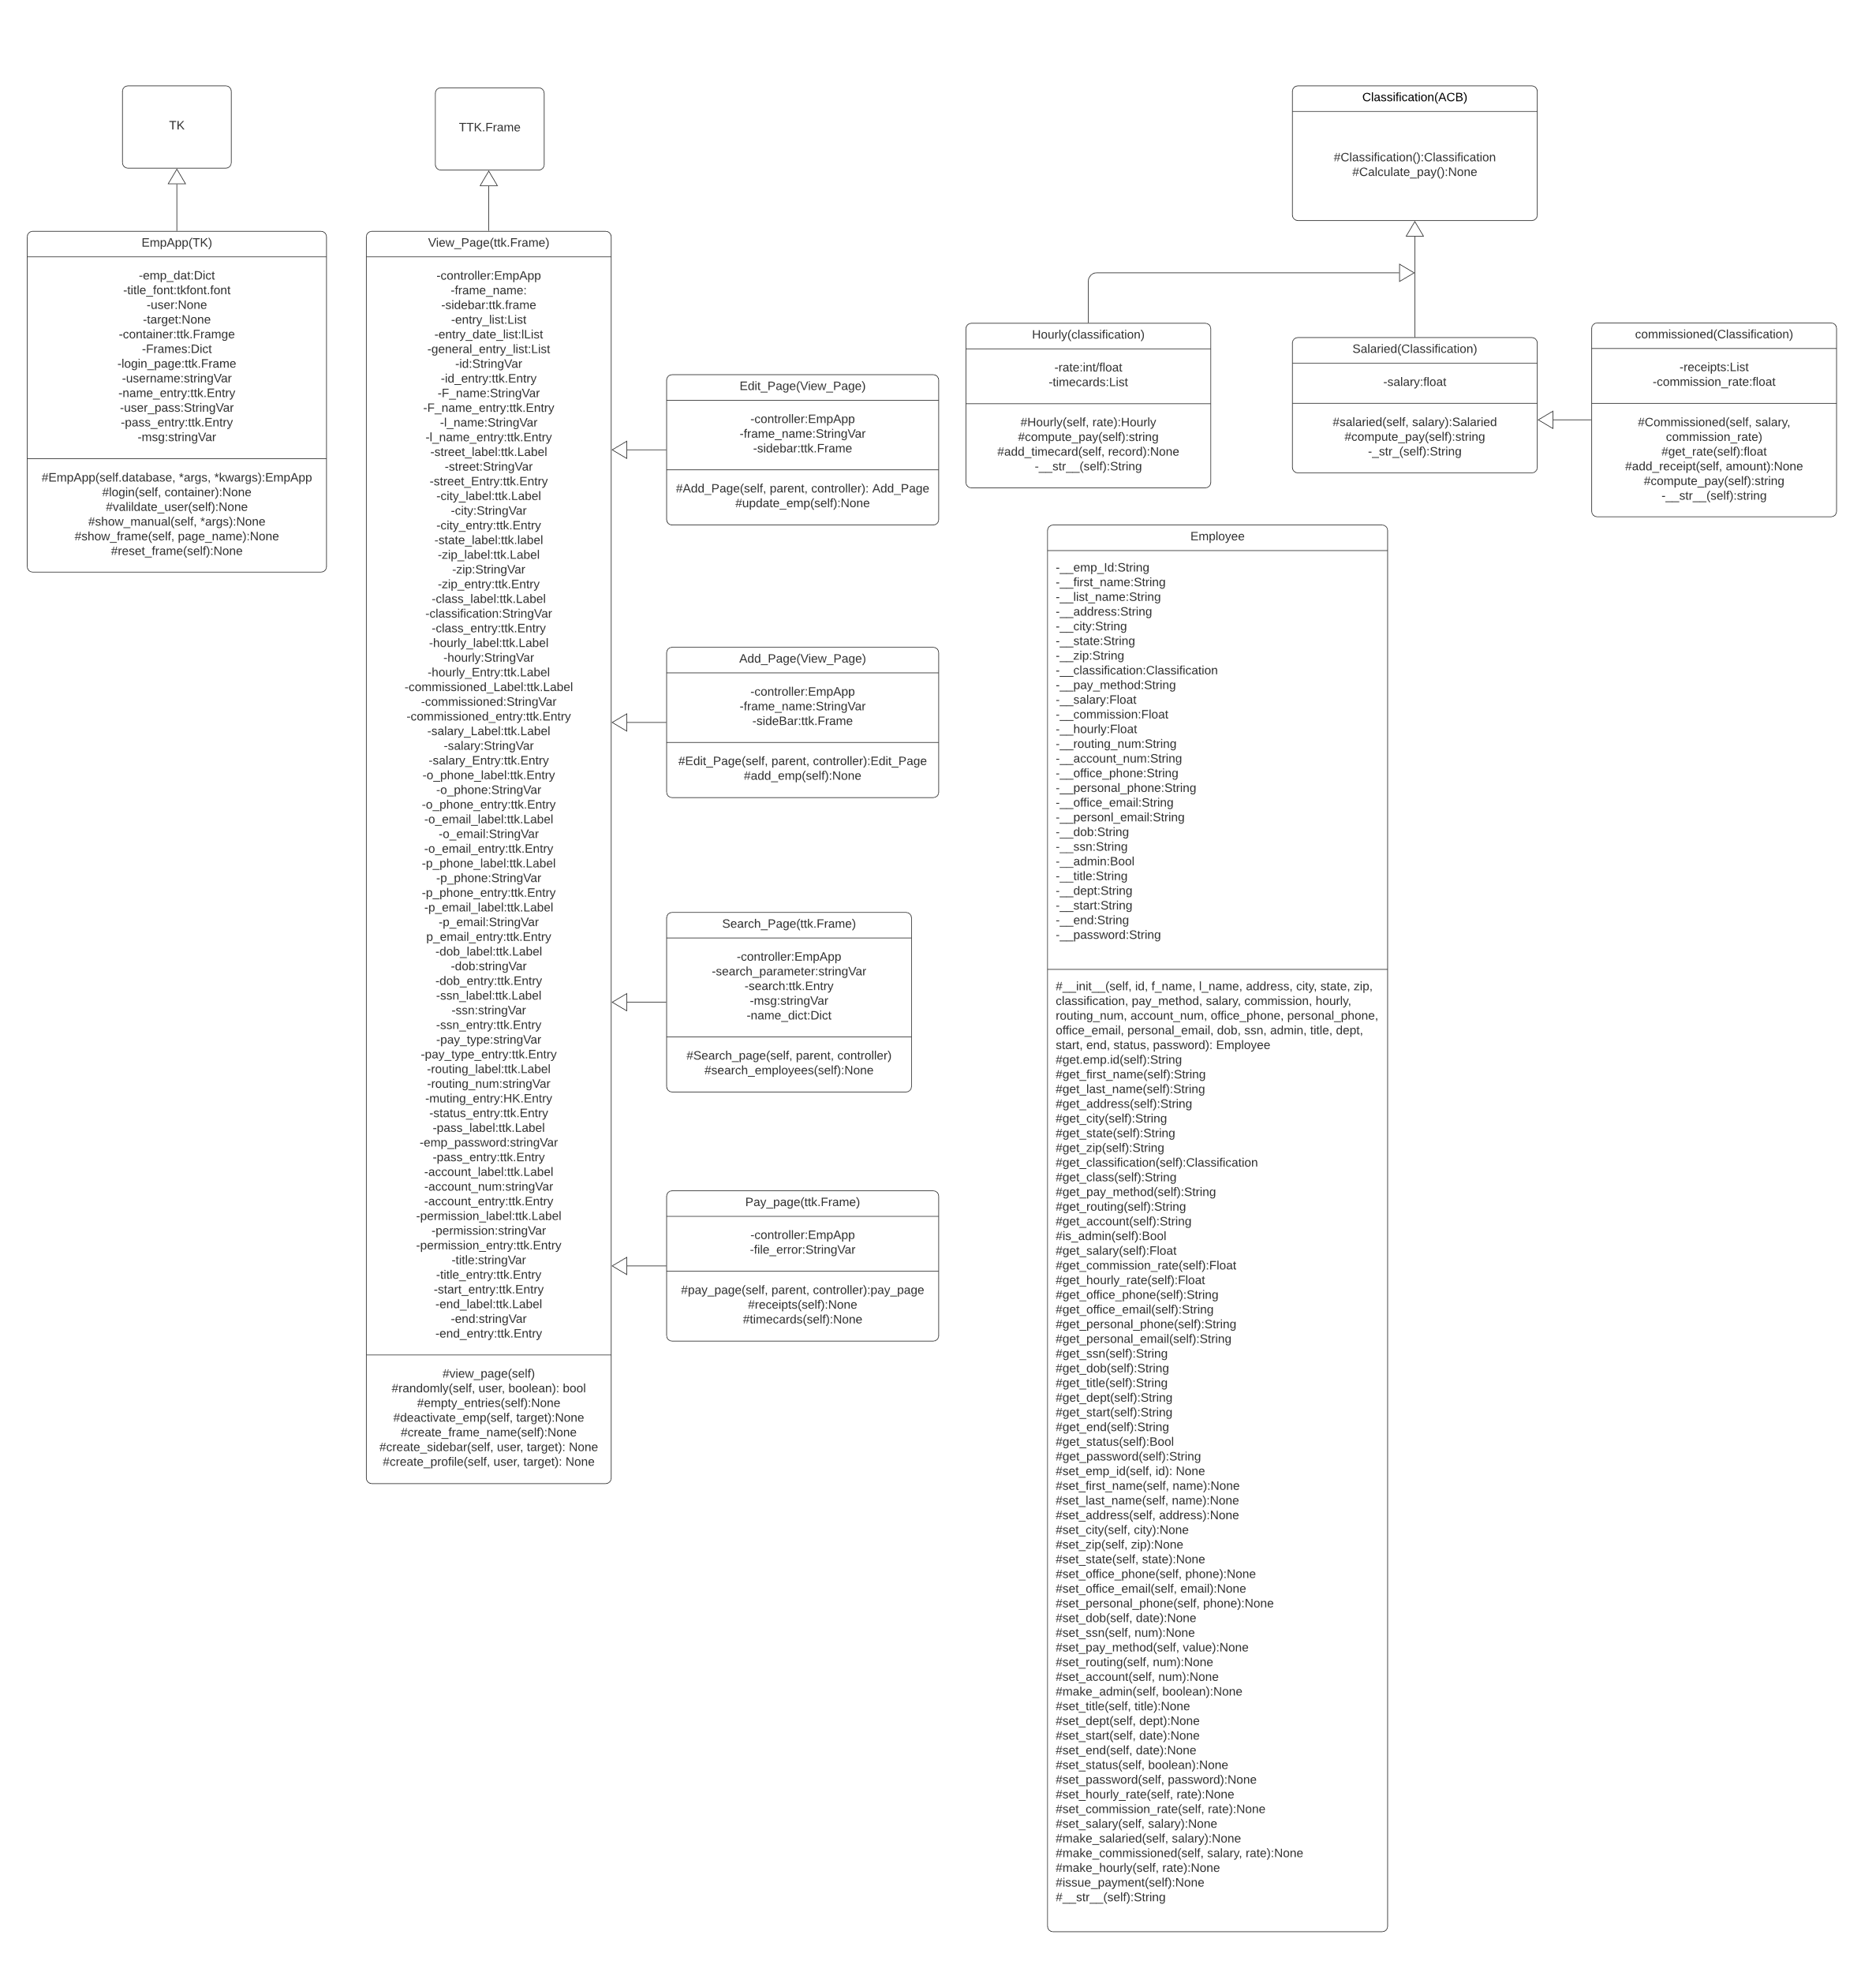 TK
EmpApp(TK)
-emp_dat:Dict
-title_font:tkfont.font
-user:None
-target:None
-container:ttk.Framge
-Frames:Dict
-login_page:ttk.Frame
-username:stringVar
-name_entry:ttk.Entry
-user_pass:StringVar
-pass_entry:ttk.Entry
-msg:stringVar
#EmpApp(self.database, *args, *kwargs):EmpApp
#login(self, container):None
#valildate_user(self):None
#show_manual(self, *args):None
#show_frame(self, page_name):None
#reset_frame(self):None
TTK.Frame
View_Page(ttk.Frame)
-controller:EmpApp
-frame_name:
-sidebar:ttk.frame
-entry_list:List
-entry_date_list:lList
-general_entry_list:List
-id:StringVar
-id_entry:ttk.Entry
-F_name:StringVar
-F_name_entry:ttk.Entry
-l_name:StringVar
-l_name_entry:ttk.Entry
-street_label:ttk.Label
-street:StringVar
-street_Entry:ttk.Entry
-city_label:ttk.Label
-city:StringVar
-city_entry:ttk.Entry
-state_label:ttk.label
-zip_label:ttk.Label
-zip:StringVar
-zip_entry:ttk.Entry
-class_label:ttk.Label
-classification:StringVar
-class_entry:ttk.Entry
-hourly_label:ttk.Label
-hourly:StringVar
-hourly_Entry:ttk.Label
-commissioned_Label:ttk.Label
-commissioned:StringVar
-commissioned_entry:ttk.Entry
-salary_Label:ttk.Label
-salary:StringVar
-salary_Entry:ttk.Entry
-o_phone_label:ttk.Entry
-o_phone:StringVar
-o_phone_entry:ttk.Entry
-o_email_label:ttk.Label
-o_email:StringVar
-o_email_entry:ttk.Entry
-p_phone_label:ttk.Label
-p_phone:StringVar
-p_phone_entry:ttk.Entry
-p_email_label:ttk.Label
-p_email:StringVar
p_email_entry:ttk.Entry
-dob_label:ttk.Label
-dob:stringVar
-dob_entry:ttk.Entry
-ssn_label:ttk.Label
-ssn:stringVar
-ssn_entry:ttk.Entry
-pay_type:stringVar
-pay_type_entry:ttk.Entry
-routing_label:ttk.Label
-routing_num:stringVar
-muting_entry:HK.Entry
-status_entry:ttk.Entry
-pass_label:ttk.Label
-emp_password:stringVar
-pass_entry:ttk.Entry
-account_label:ttk.Label
-account_num:stringVar
-account_entry:ttk.Entry
-permission_label:ttk.Label
-permission:stringVar
-permission_entry:ttk.Entry
-title:stringVar
-title_entry:ttk.Entry
-start_entry:ttk.Entry
-end_label:ttk.Label
-end:stringVar
-end_entry:ttk.Entry
#view_page(self)
#randomly(self, user, boolean): bool
#empty_entries(self):None
#deactivate_emp(self, target):None
#create_frame_name(self):None
#create_sidebar(self, user, target): None
#create_profile(self, user, target): None
Edit_Page(View_Page)
-controller:EmpApp
-frame_name:StringVar
-sidebar:ttk.Frame
#Add_Page(self, parent, controller): Add_Page
#update_emp(self):None
Add_Page(View_Page)
-controller:EmpApp
-frame_name:StringVar
-sideBar:ttk.Frame
#Edit_Page(self, parent, controller):Edit_Page
#add_emp(self):None
Search_Page(ttk.Frame)
-controller:EmpApp
-search_parameter:stringVar
-search:ttk.Entry
-msg:stringVar
-name_dict:Dict
#Search_page(self, parent, controller)
#search_employees(self):None
Pay_page(ttk.Frame)
-controller:EmpApp
-file_error:StringVar
#pay_page(self, parent, controller):pay_page
#receipts(self):None
#timecards(self):None
Classification(ACB)
#Classification():Classification
#Calculate_pay():None
Hourly(classification)
-rate:int/float
-timecards:List
#Hourly(self, rate):Hourly
#compute_pay(self):string
#add_timecard(self, record):None
-__str__(self):String
Salaried(Classification)
-salary:float
#salaried(self, salary):Salaried
#compute_pay(self):string
-_str_(self):String
commissioned(Classification)
-receipts:List
-commission_rate:float
#Commissioned(self, salary,
commission_rate)
#get_rate(self):float
#add_receipt(self, amount):None
#compute_pay(self):string
-__str__(self):string
Employee
-__emp_Id:String
-__first_name:String
-__list_name:String
-__address:String
-__city:String
-__state:String
-__zip:String
-__classification:Classification
-__pay_method:String
-__salary:Float
-__commission:Float
-__hourly:Float
-__routing_num:String
-__account_num:String
-__office_phone:String
-__personal_phone:String
-__office_email:String
-__personl_email:String
-__dob:String
-__ssn:String
-__admin:Bool
-__title:String
-__dept:String
-__start:String
-__end:String
-__password:String
#__init__(self, id, f_name, l_name, address, city, state, zip,
classification, pay_method, salary, commission, hourly,
routing_num, account_num, office_phone, personal_phone,
office_email, personal_email, dob, ssn, admin, title, dept,
start, end, status, password): Employee
#get.emp.id(self):String
#get_first_name(self):String
#get_last_name(self):String
#get_address(self):String
#get_city(self):String
#get_state(self):String
#get_zip(self):String
#get_classification(self):Classification
#get_class(self):String
#get_pay_method(self):String
#get_routing(self):String
#get_account(self):String
#is_admin(self):Bool
#get_salary(self):Float
#get_commission_rate(self):Float
#get_hourly_rate(self):Float
#get_office_phone(self):String
#get_office_email(self):String
#get_personal_phone(self):String
#get_personal_email(self):String
#get_ssn(self):String
#get_dob(self):String
#get_title(self):String
#get_dept(self):String
#get_start(self):String
#get_end(self):String
#get_status(self):Bool
#get_password(self):String
#set_emp_id(self, id): None
#set_first_name(self, name):None
#set_last_name(self, name):None
#set_address(self, address):None
#set_city(self, city):None
#set_zip(self, zip):None
#set_state(self, state):None
#set_office_phone(self, phone):None
#set_office_email(self, email):None
#set_personal_phone(self, phone):None
#set_dob(self, date):None
#set_ssn(self, num):None
#set_pay_method(self, value):None
#set_routing(self, num):None
#set_account(self, num):None
#make_admin(self, boolean):None
#set_title(self, title):None
#set_dept(self, dept):None
#set_start(self, date):None
#set_end(self, date):None
#set_status(self, boolean):None
#set_password(self, password):None
#set_hourly_rate(self, rate):None
#set_commission_rate(self, rate):None
#set_salary(self, salary):None
#make_salaried(self, salary):None
#make_commissioned(self, salary, rate):None
#make_hourly(self, rate):None
#issue_payment(self):None
#__str__(self):String